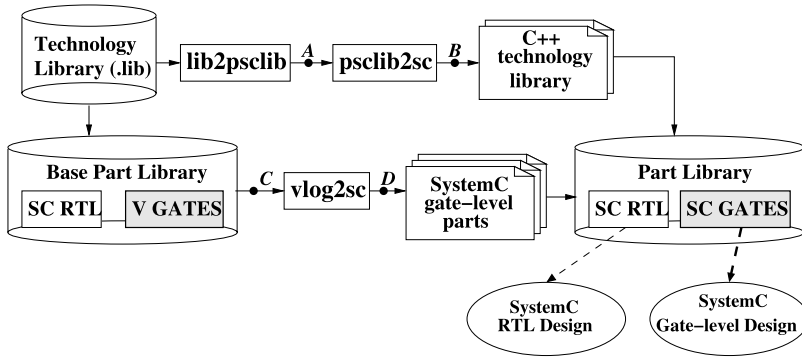 Technology
Library (.lib)
lib2psclib
A
psclib2sc
B
C++
technology
library
Base Part Library
SC RTL
V GATES
C
vlog2sc
D
SystemC
gate-level
parts
Part Library
SC RTL
SC GATES
SystemC
RTL Design
SystemC
Gate-level Design